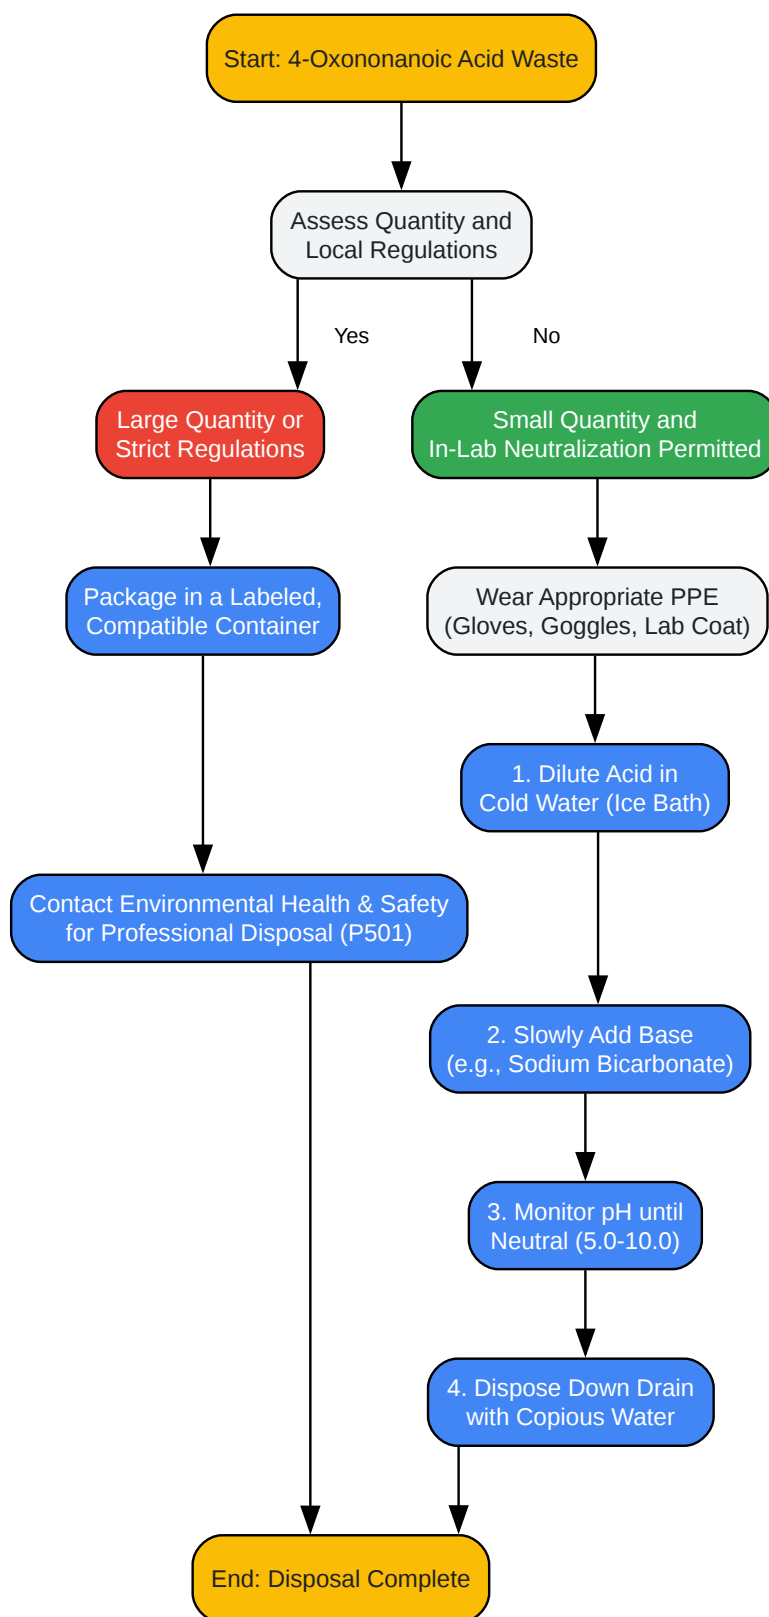 Start: 4-Oxononanoic Acid Waste
Assess Quantity and
Local Regulations
Yes
No
Large Quantity or
Strict Regulations
Small Quantity and
In-Lab Neutralization Permitted
Package in a Labeled,
Compatible Container
Wear Appropriate PPE
(Gloves, Goggles, Lab Coat)
1. Dilute Acid in
Cold Water (Ice Bath)
Contact Environmental Health & Safety
for Professional Disposal (P501)
2. Slowly Add Base
(e.g., Sodium Bicarbonate)
3. Monitor pH until
Neutral (5.0-10.0)
4. Dispose Down Drain
with Copious Water
End: Disposal Complete